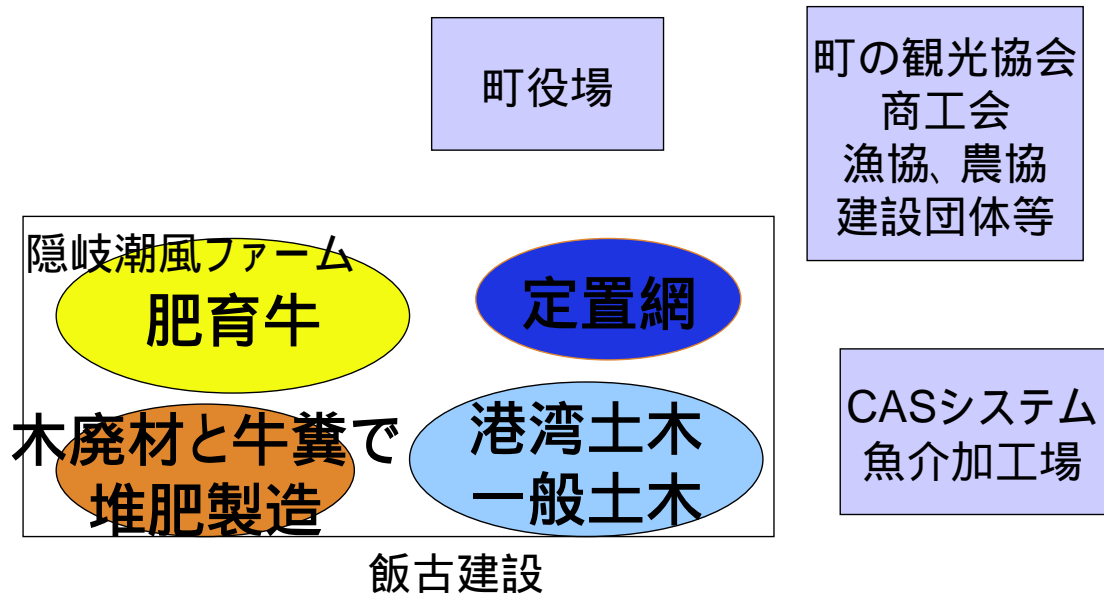 町役場
町の観光協会
商工会
漁協、農協
建設団体等
隠岐潮風ファーム
肥育牛
定置網
木廃材と牛糞で
堆肥製造
港湾土木
一般土木
CASシステム
魚介加工場
飯古建設